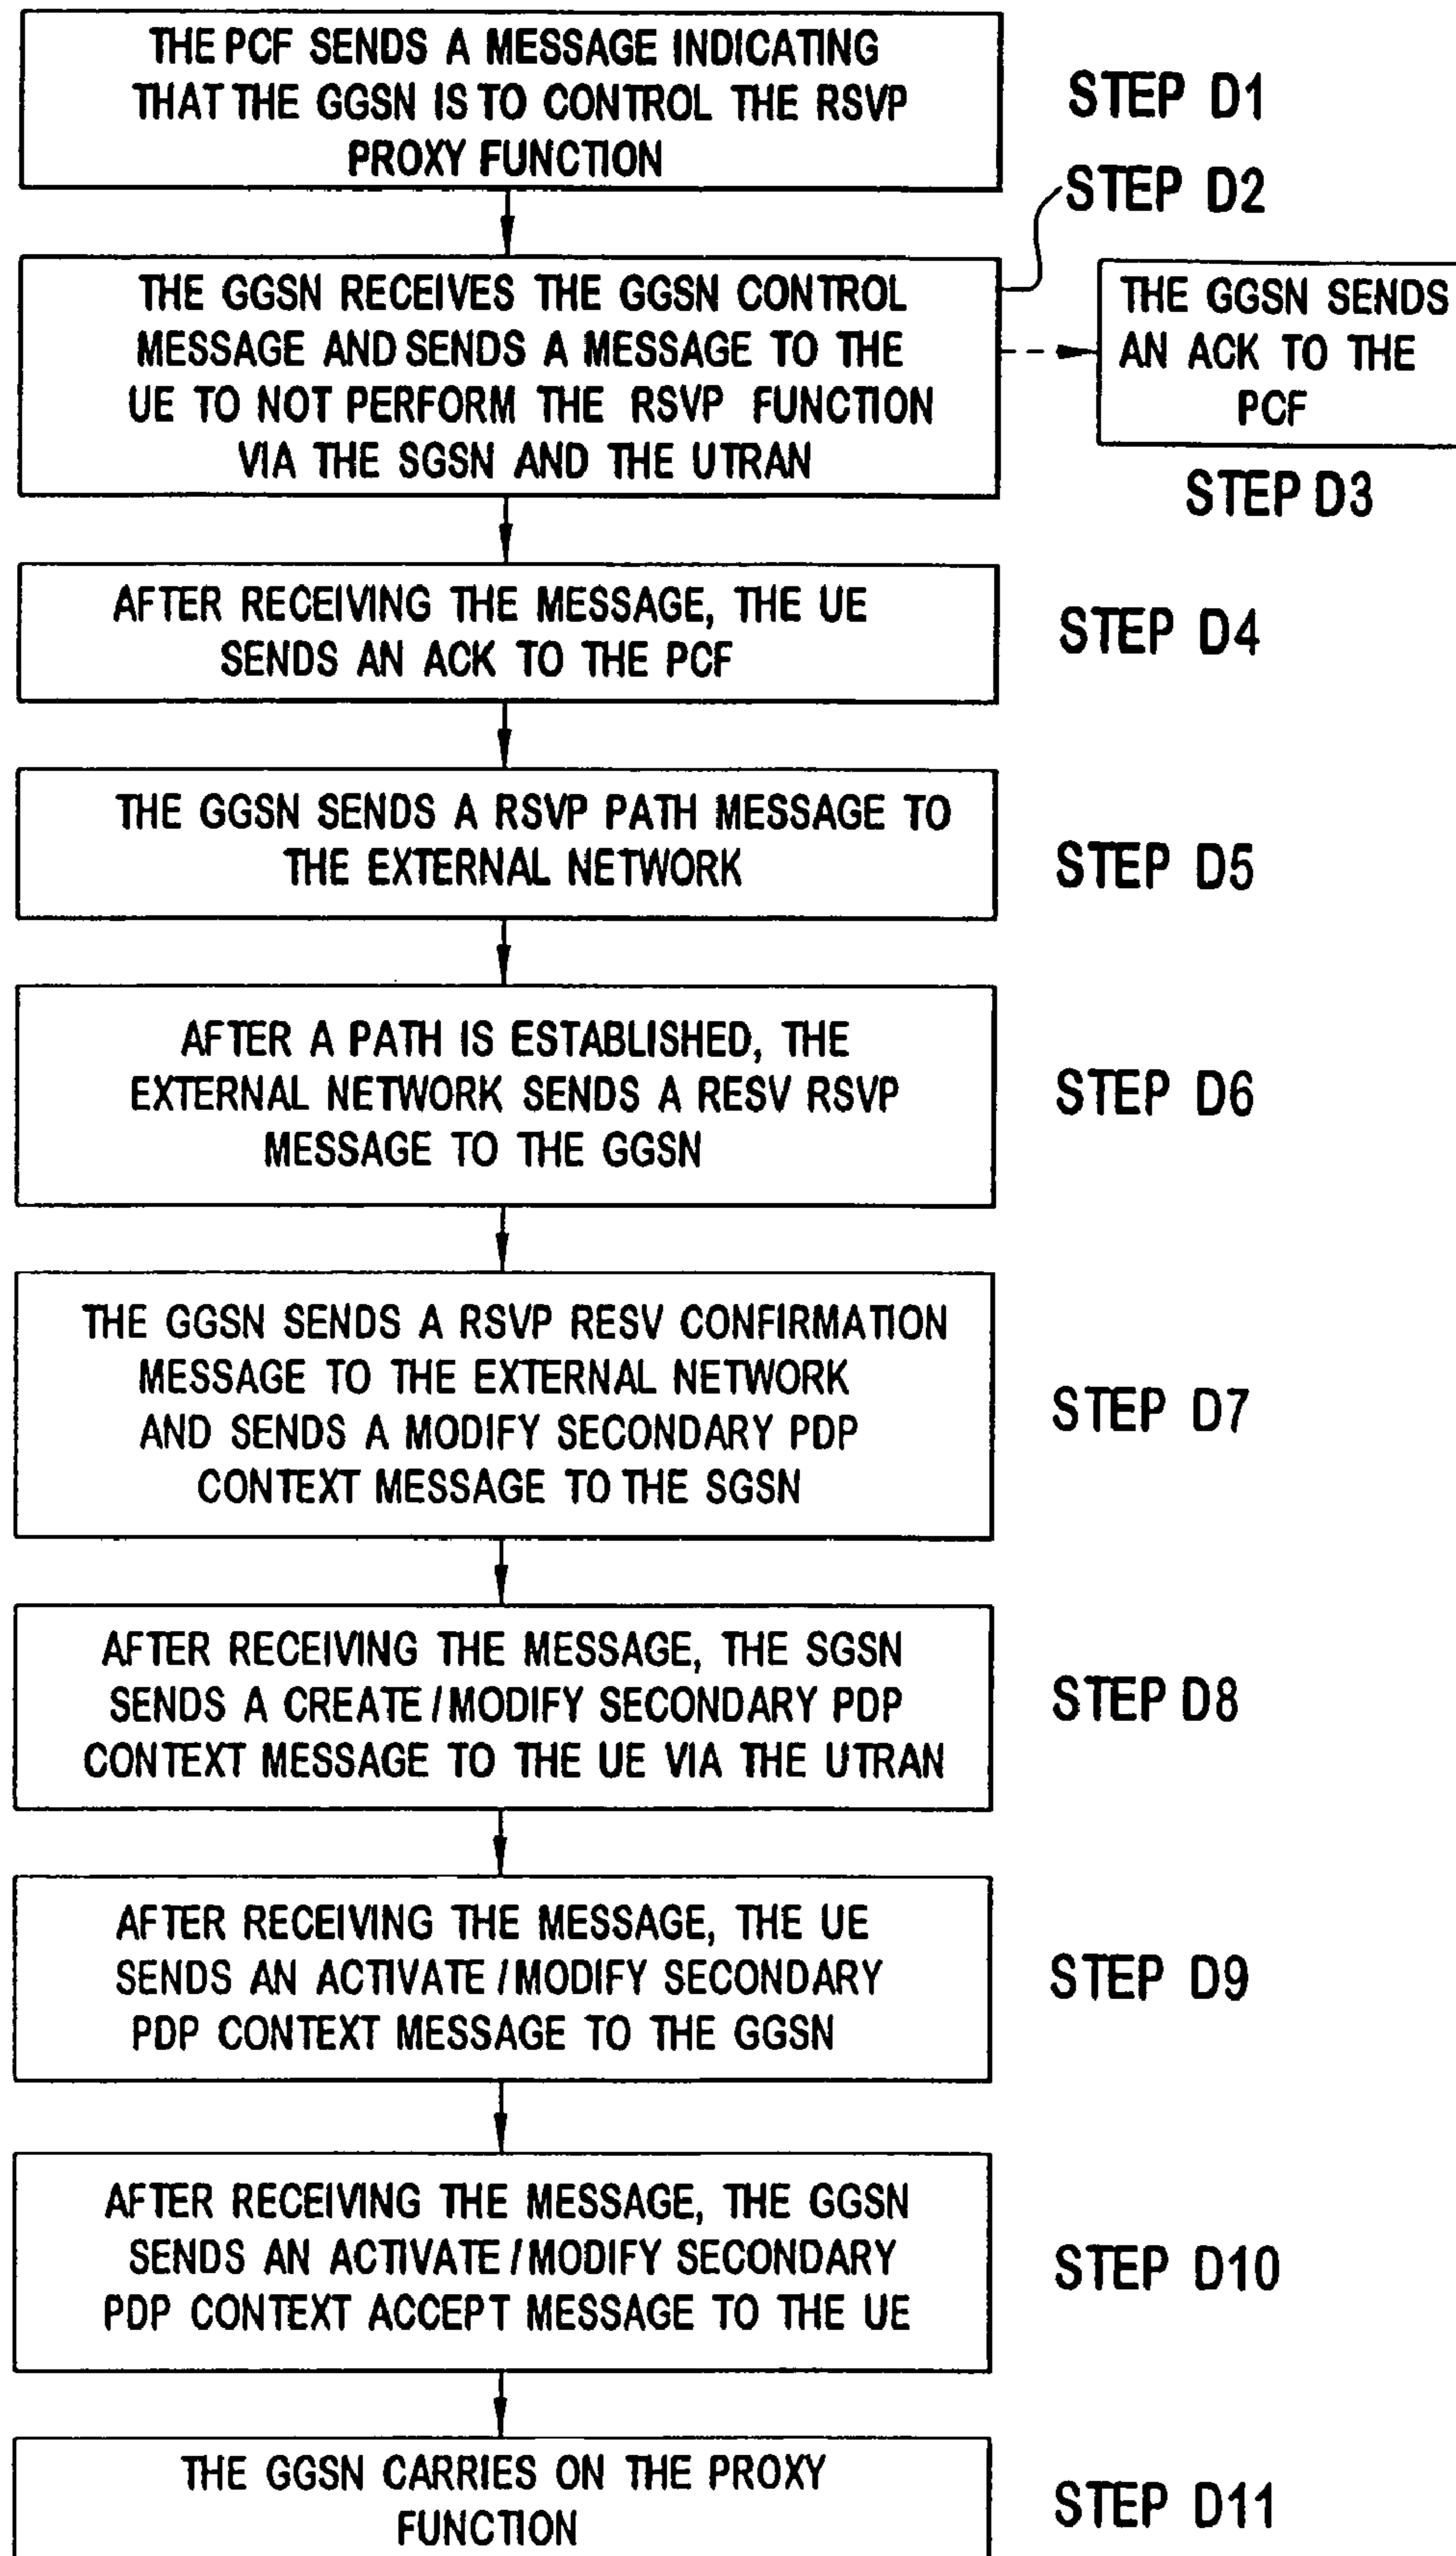 THE PCF SENDS A MESSAGE INDICATING
THAT THE GGSN IS TO CONTROL THE RSVP
PROXY FUNCTION
STEP D1
STEP D2
THE GGSN RECEIVES THE GGSN CONTROL
MESSAGE AND SENDS A MESSAGE TO THE
UE TO NOT PERFORM THE RSVP FUNCTION
VIA THE SGSN AND THE UTRAN
THE GGSN SENDS
AN ACK TO THE
PCF
STEP D3
AFTER RECEIVING THE MESSAGE, THE UE
SENDS AN ACK TO THE PCF
STEP D4
THE GGSN SENDS A RSVP PATH MESSAGE TO
THE EXTERNAL NETWORK
STEP D5
AFTER A PATH IS ESTABLISHED, THE
EXTERNAL NETWORK SENDS A RESV RSVP
MESSAGE TO THE GGSN
STEP D6
THE GGSN SENDS A RSVP RESV CONFIRMATION
MESSAGE TO THE EXTERNAL NETWORK
AND SENDS A MODIFY SECONDARY PDP
CONTEXT MESSAGE TO THE SGSN
STEP D7
AFTER RECEIVING THE MESSAGE, THE SGSN
SENDS A CREATE/MODIFY SECONDARY PDP
CONTEXT MESSAGE TO THE UE VIA THE UTRAN
STEP D8
AFTER RECEIVING THE MESSAGE, THE UE
SENDS AN ACTIVATE/MODIFY SECONDARY
PDP CONTEXT MESSAGE TO THE GGSN
STEP D9
AFTER RECEIVING THE MESSAGE, THE GGSN
SENDS AN ACTIVATE/MODIFY SECONDARY
PDP CONTEXT ACCEPT MESSAGE TO THE UE
STEP D10
THE GGSN CARRIES ON THE PROXY
FUNCTION
STEP D11